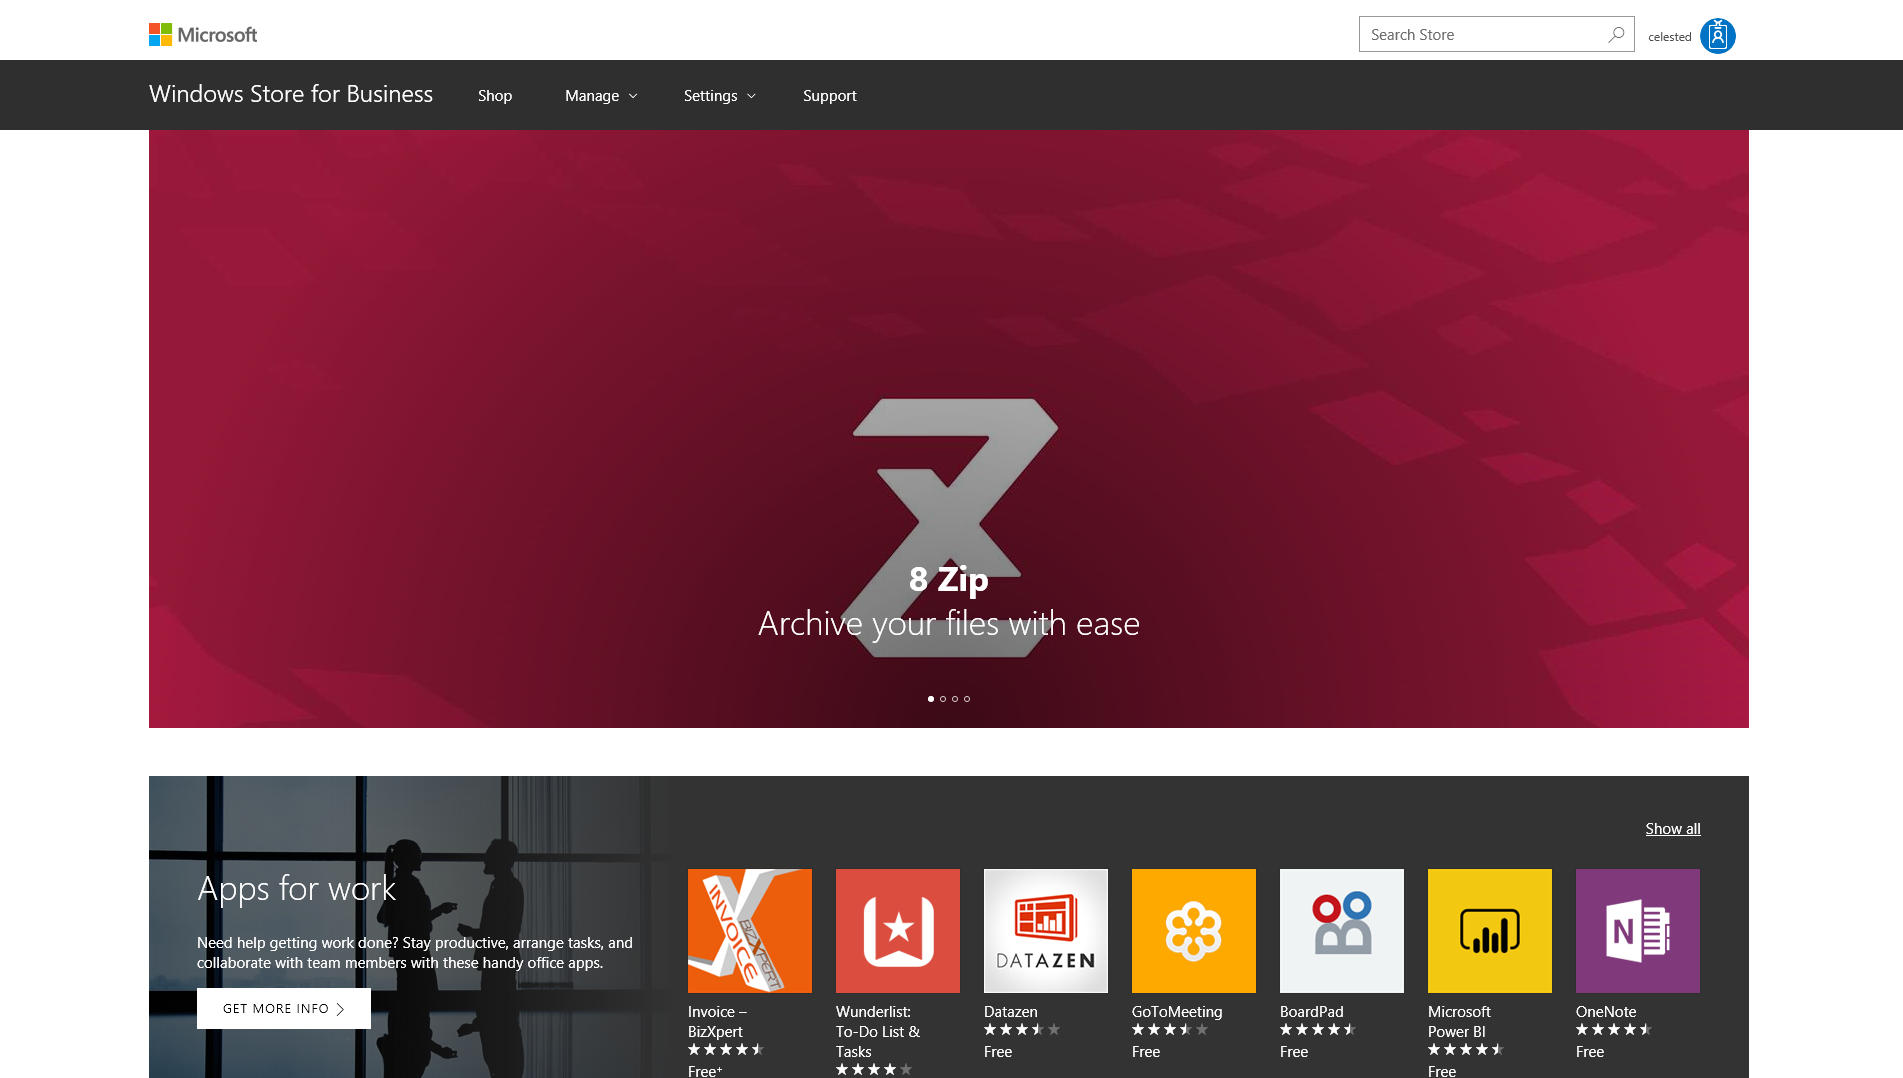 Microsoft
Search Store
celested
Windows Store for Business
Shop
Manage
Settings
Support
8 Zip
Archive your files with ease
Show all
Apps for work
Need help getting work done? Stay productive, arrange tasks, and
collaborate with team members with these handy office apps.
GET MORE INFO
INVOICE
BIZXPERT
Invoice –
BizXpert
Free+
Wunderlist:
To-Do List &
Tasks
DATAZEN
Datazen
Free
GoToMeeting
Free
BoardPad
Free
Microsoft
Power BI
Free
N
OneNote
Free